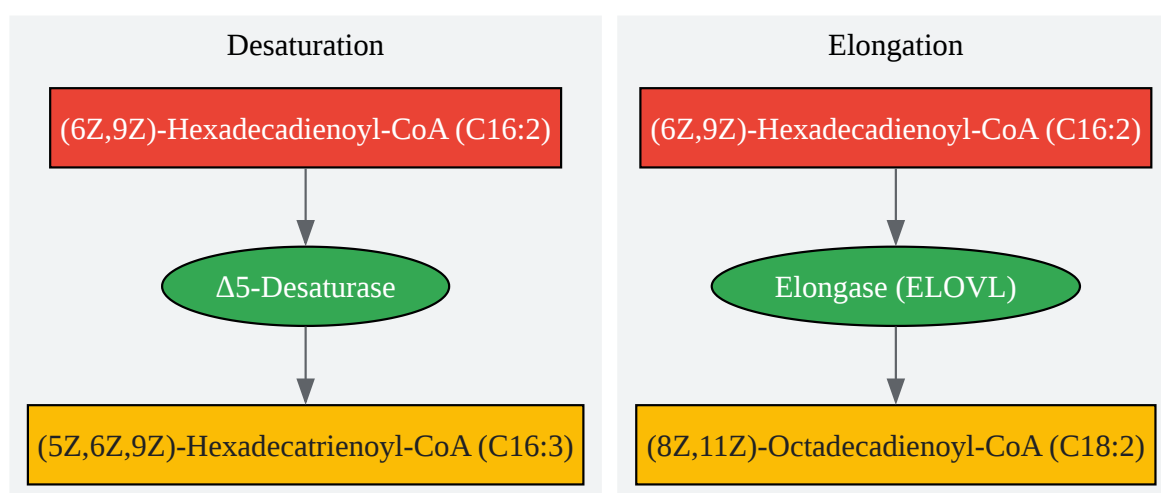 Desaturation
(6Z,9Z)-Hexadecadienoyl-CoA (C16:2)
Δ5-Desaturase
(5Z,6Z,9Z)-Hexadecatrienoyl-CoA (C16:3)
Elongation
(6Z,9Z)-Hexadecadienoyl-CoA (C16:2)
Elongase (ELOVL)
(8Z,11Z)-Octadecadienoyl-CoA (C18:2)